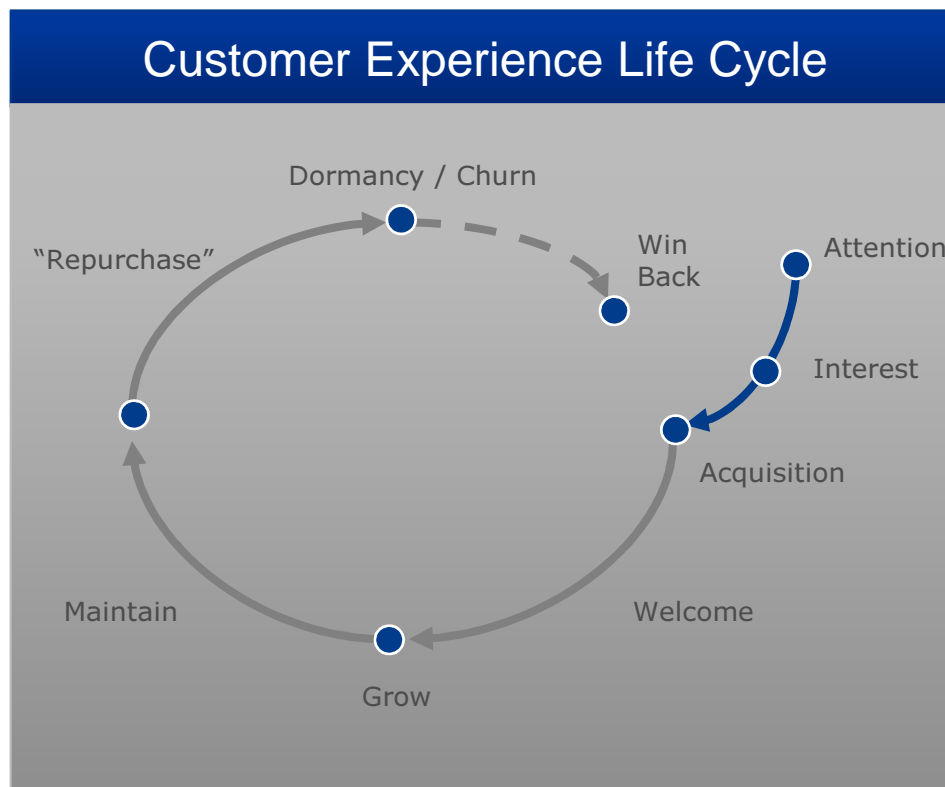 Customer Experience Life Cycle
Dormancy / Churn
“Repurchase”
Win
Back
Attention
Interest
Acquisition
Maintain
Welcome
Grow